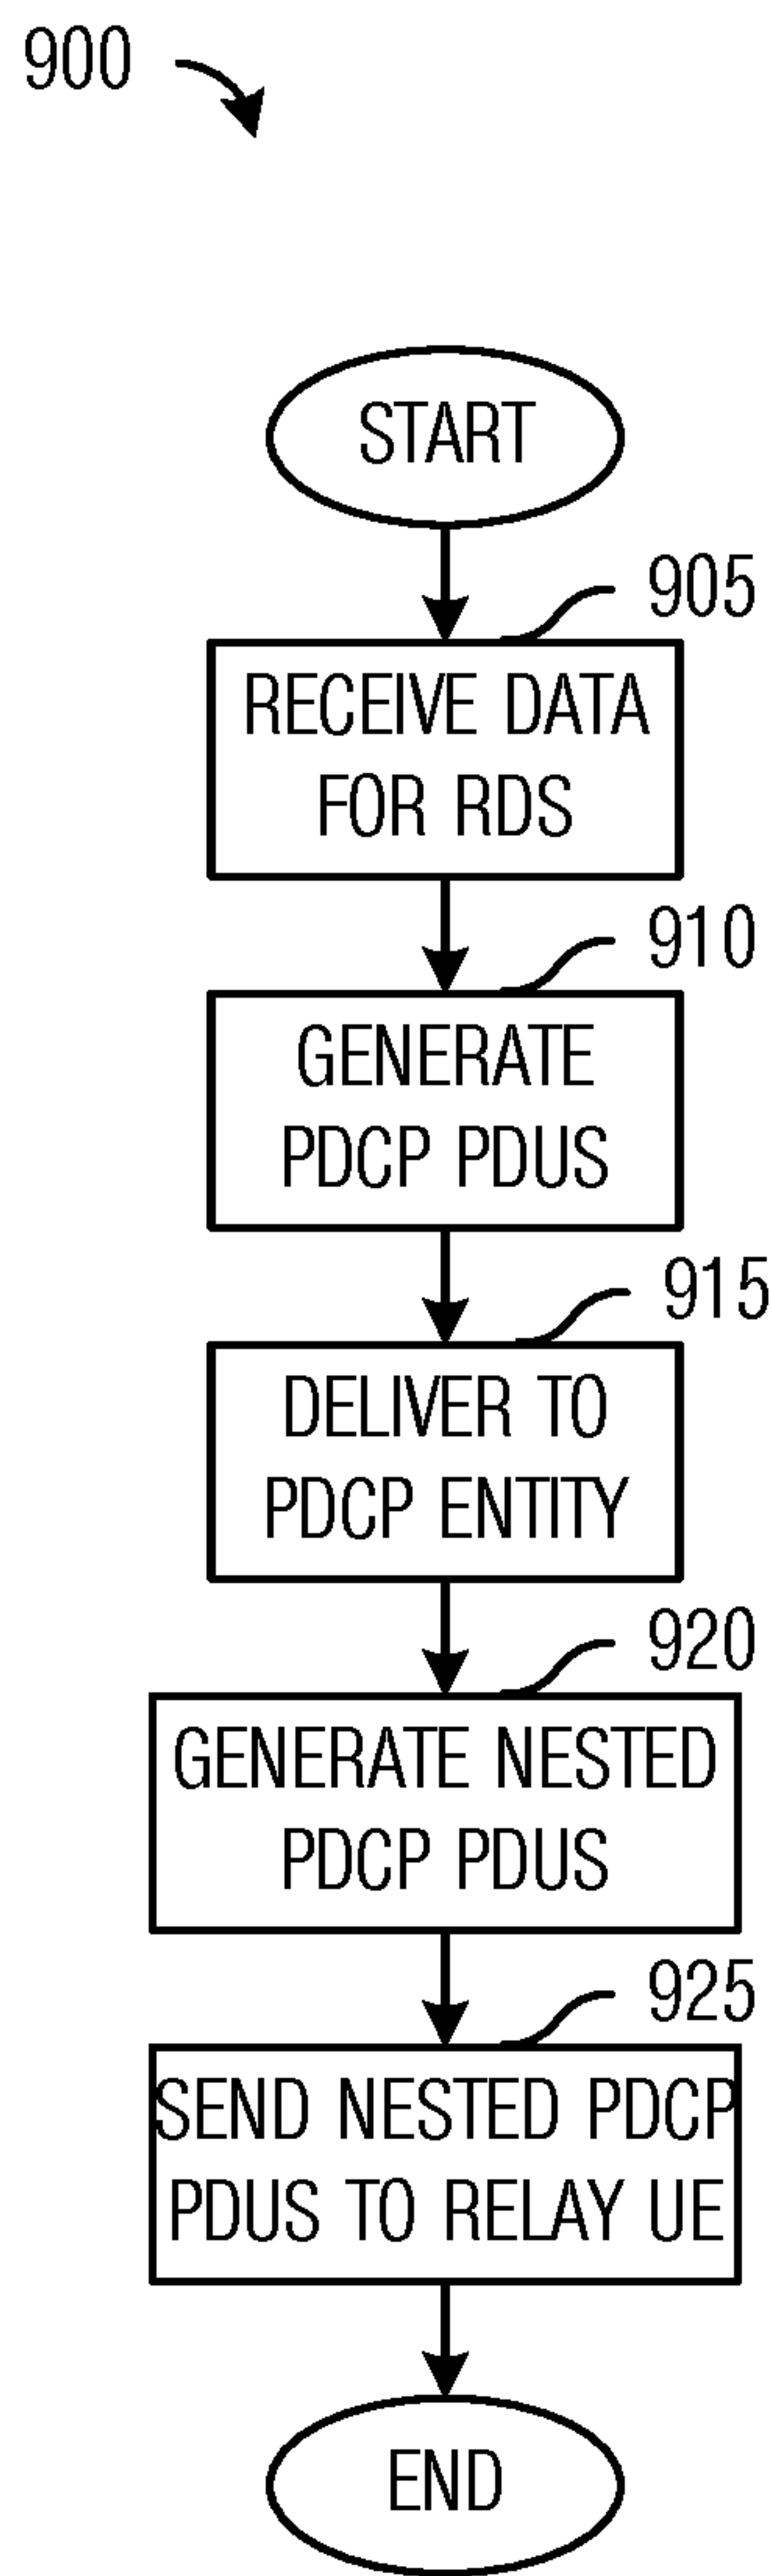 900
START
905
RECEIVE DATA
FOR RDS
910
GENERATE
PDCP PDUS
915
DELIVER TO
PDCP ENTITY
920
GENERATE NESTED
PDCP PDUS
925
SEND NESTED PDCP
PDUS TO RELAY UE
END